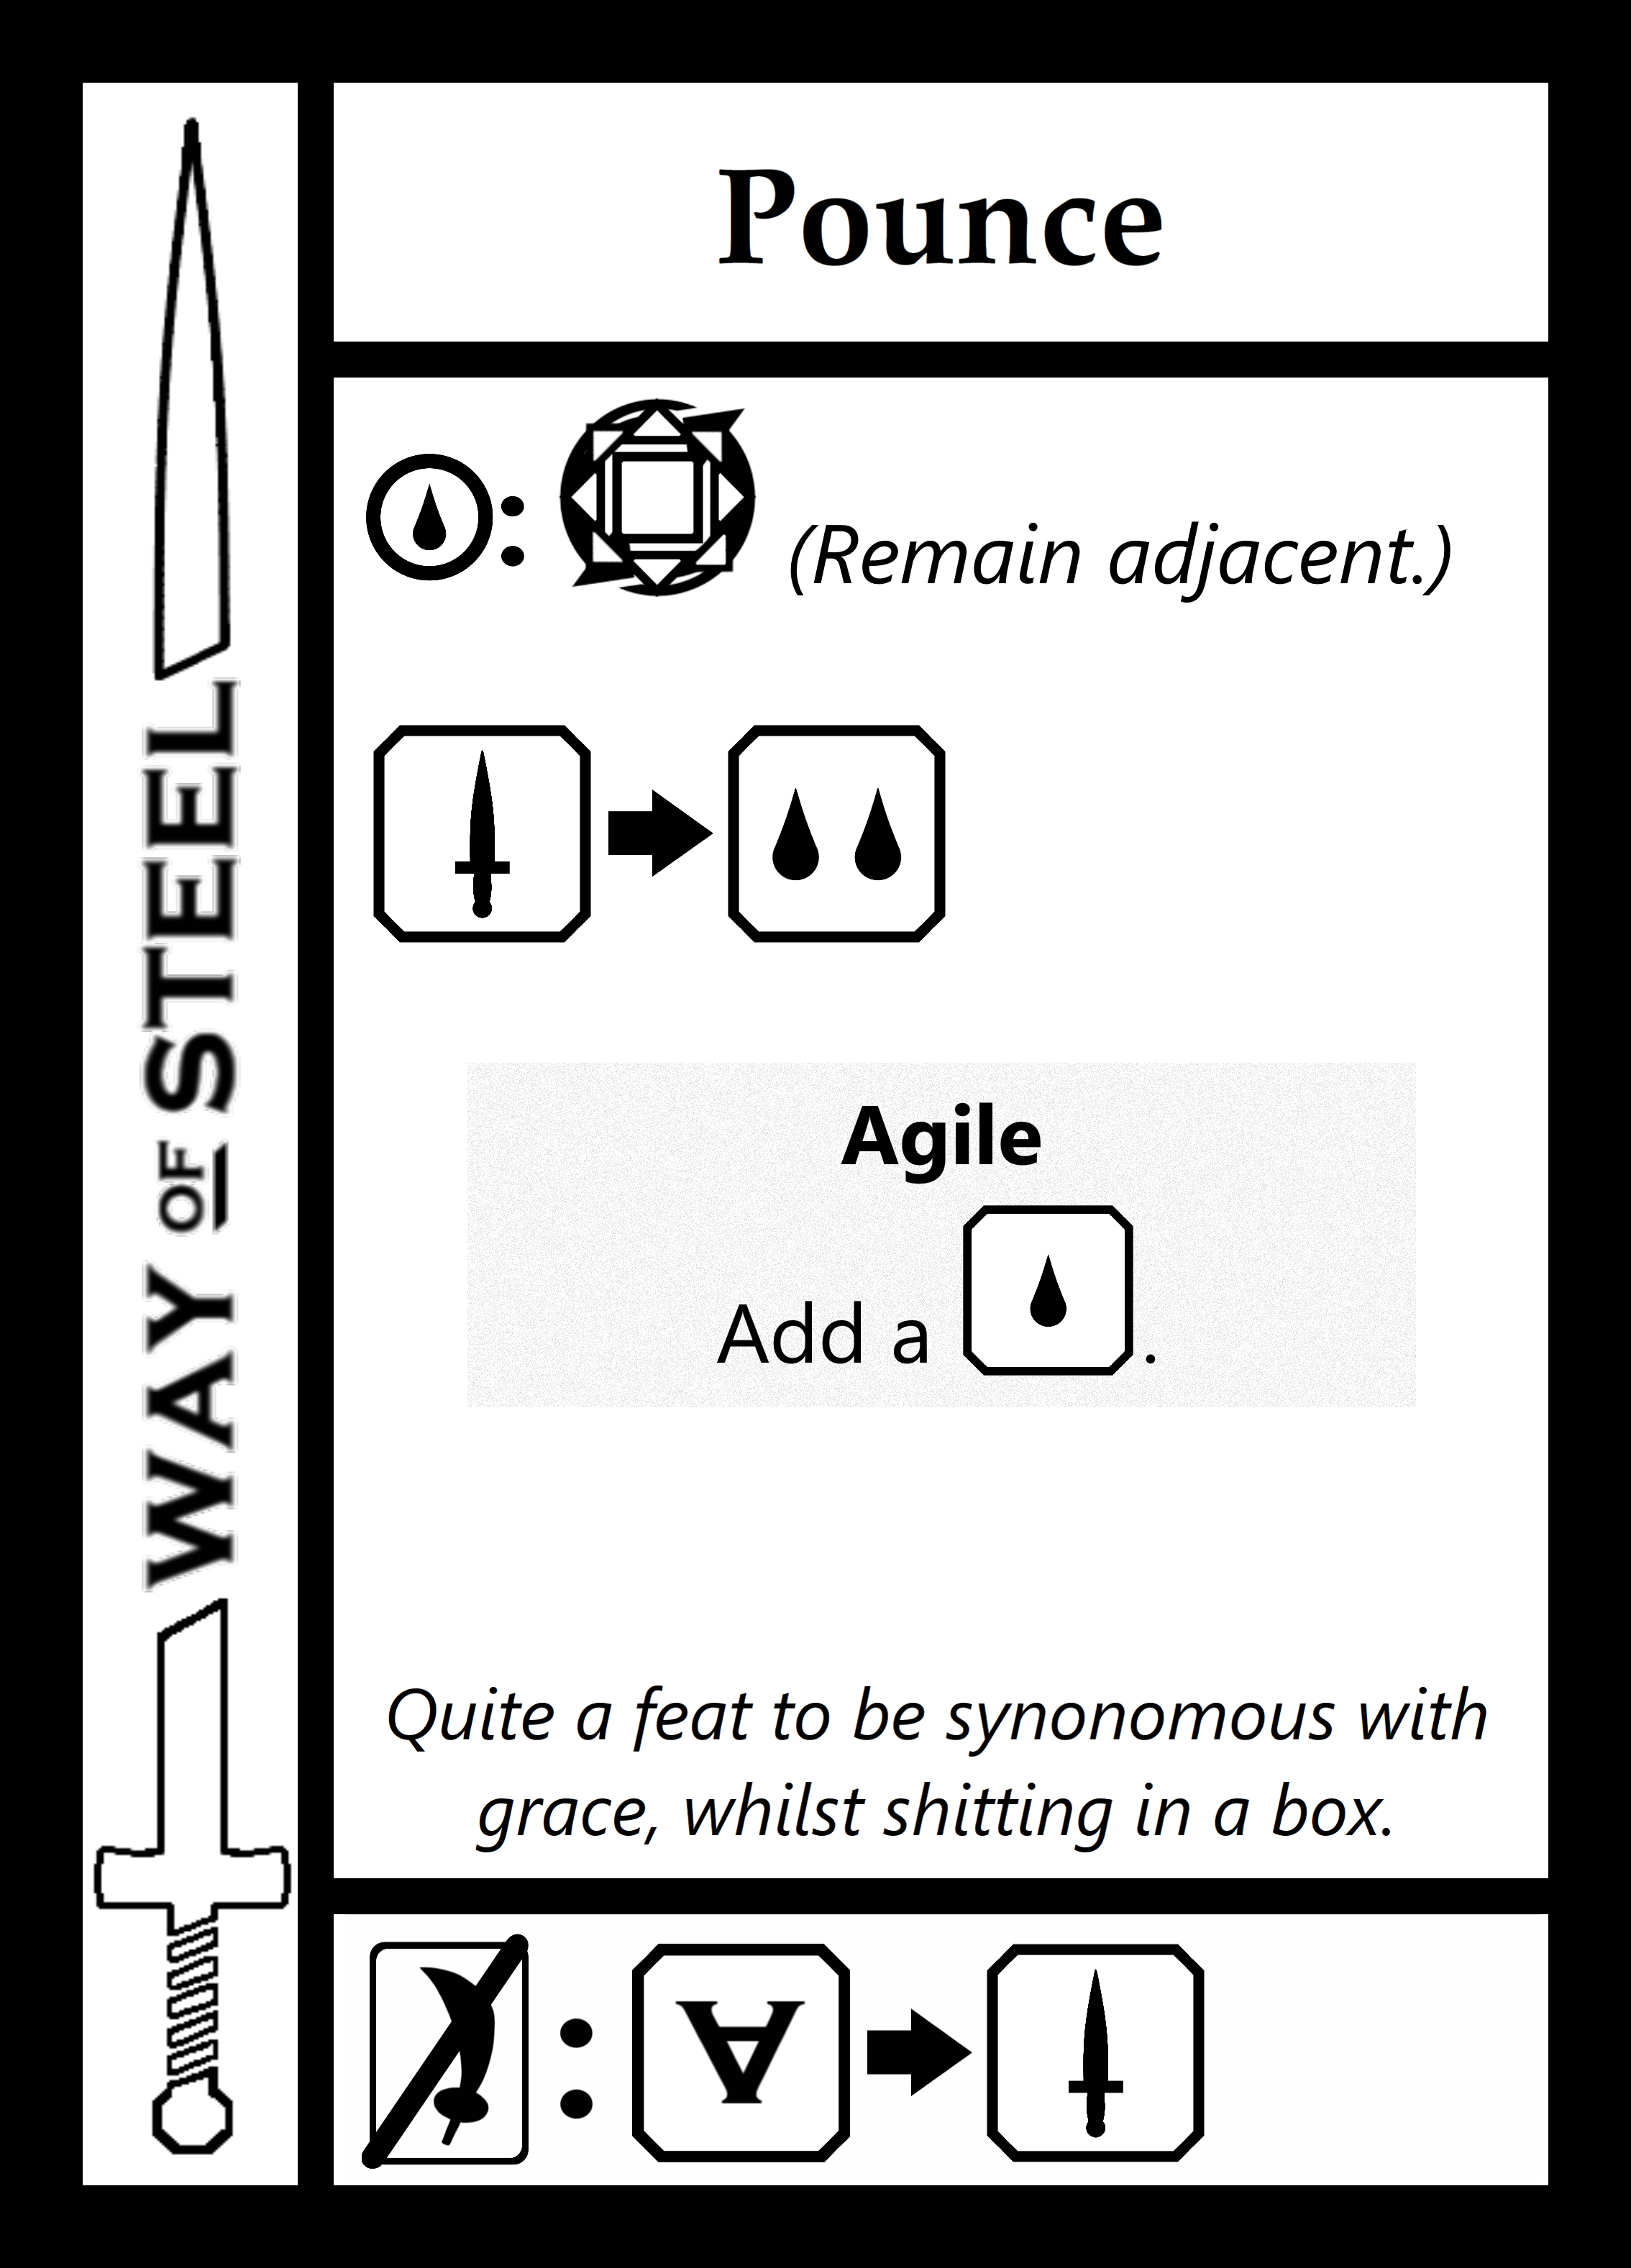 WAY OF STEEL
Pounce
: (Remain adjacent.)
Agile
Add a .
Quite a feat to be synonomous with
grace, whilst shitting in a box.
: ∀